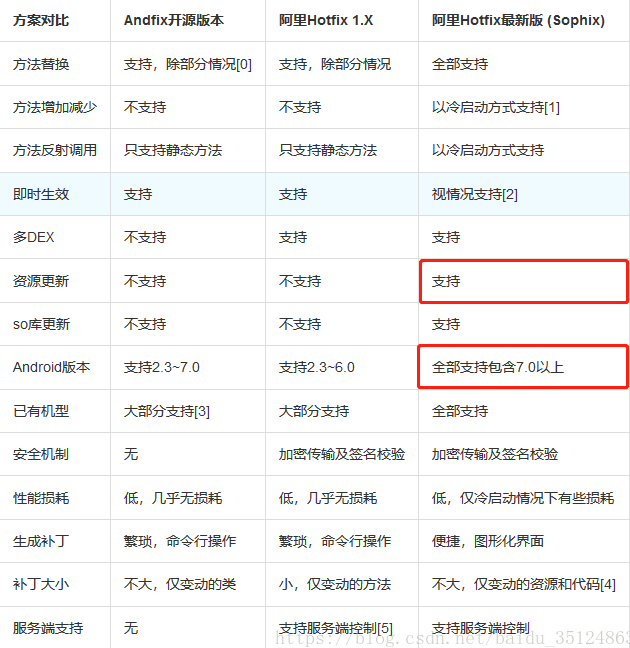 方案对比 Andfix开源版本 阿里Hotfix 1.X 阿里Hotfix最新版 (Sophix)
方法替换 支持，除部分情况[0] 支持，除部分情况 全部支持
方法增加减少 不支持 不支持 以冷启动方式支持[1]
方法反射调用 只支持静态方法 只支持静态方法 以冷启动方式支持
即时生效 支持 支持 视情况支持[2]
多DEX 不支持 支持 支持
资源更新 不支持 不支持 支持
so库更新 不支持 不支持 支持
Android版本 支持2.3~7.0 支持2.3~6.0 全部支持包含7.0以上
已有机型 大部分支持[3] 大部分支持 全部支持
安全机制 无 加密传输及签名校验 加密传输及签名校验
性能损耗 低，几乎无损耗 低，几乎无损耗 低，仅冷启动情况下有些损耗
生成补丁 繁琐，命令行操作 繁琐，命令行操作 便捷，图形化界面
补丁大小 不大，仅变动的类 小，仅变动的方法 不大，仅变动的资源和代码[4]
服务端支持 无 支持服务端控制[5] 支持服务端控制
https://blog.csdn.net/baidu_35124863